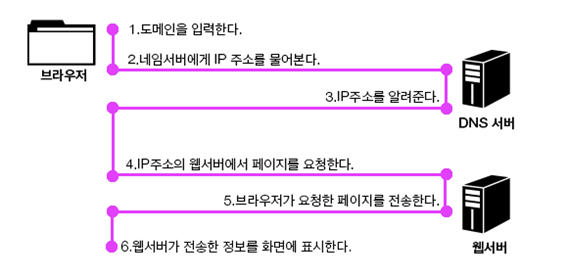 1.도메인을 입력한다.
브라우저
2.네임서버에게 IP 주소를 물어본다.
3.IP주소를 알려준다.
DNS 서버
4.IP주소의 웹서버에서 페이지를 요청한다.
5.브라우저가 요청한 페이지를 전송한다.
6.웹서버가 전송한 정보를 화면에 표시한다.
웹서버